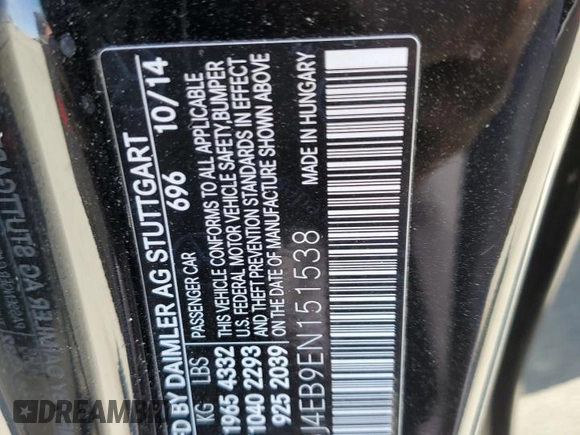 D BY DAIMLER AG STUTTGART 10/14
696
KG LBS PASSENGER CAR
1965 4332 THIS VEHICLE CONFORMS TO ALL APPLICABLE
1040 2293 U.S. FEDERAL MOTOR VEHICLE SAFETY, BUMPER
925 2039 AND THEFT PREVENTION STANDARDS IN EFFECT
ON THE DATE OF MANUFACTURE SHOWN ABOVE
MADE IN HUNGARY
J4EB9EN151538
DREAMBID